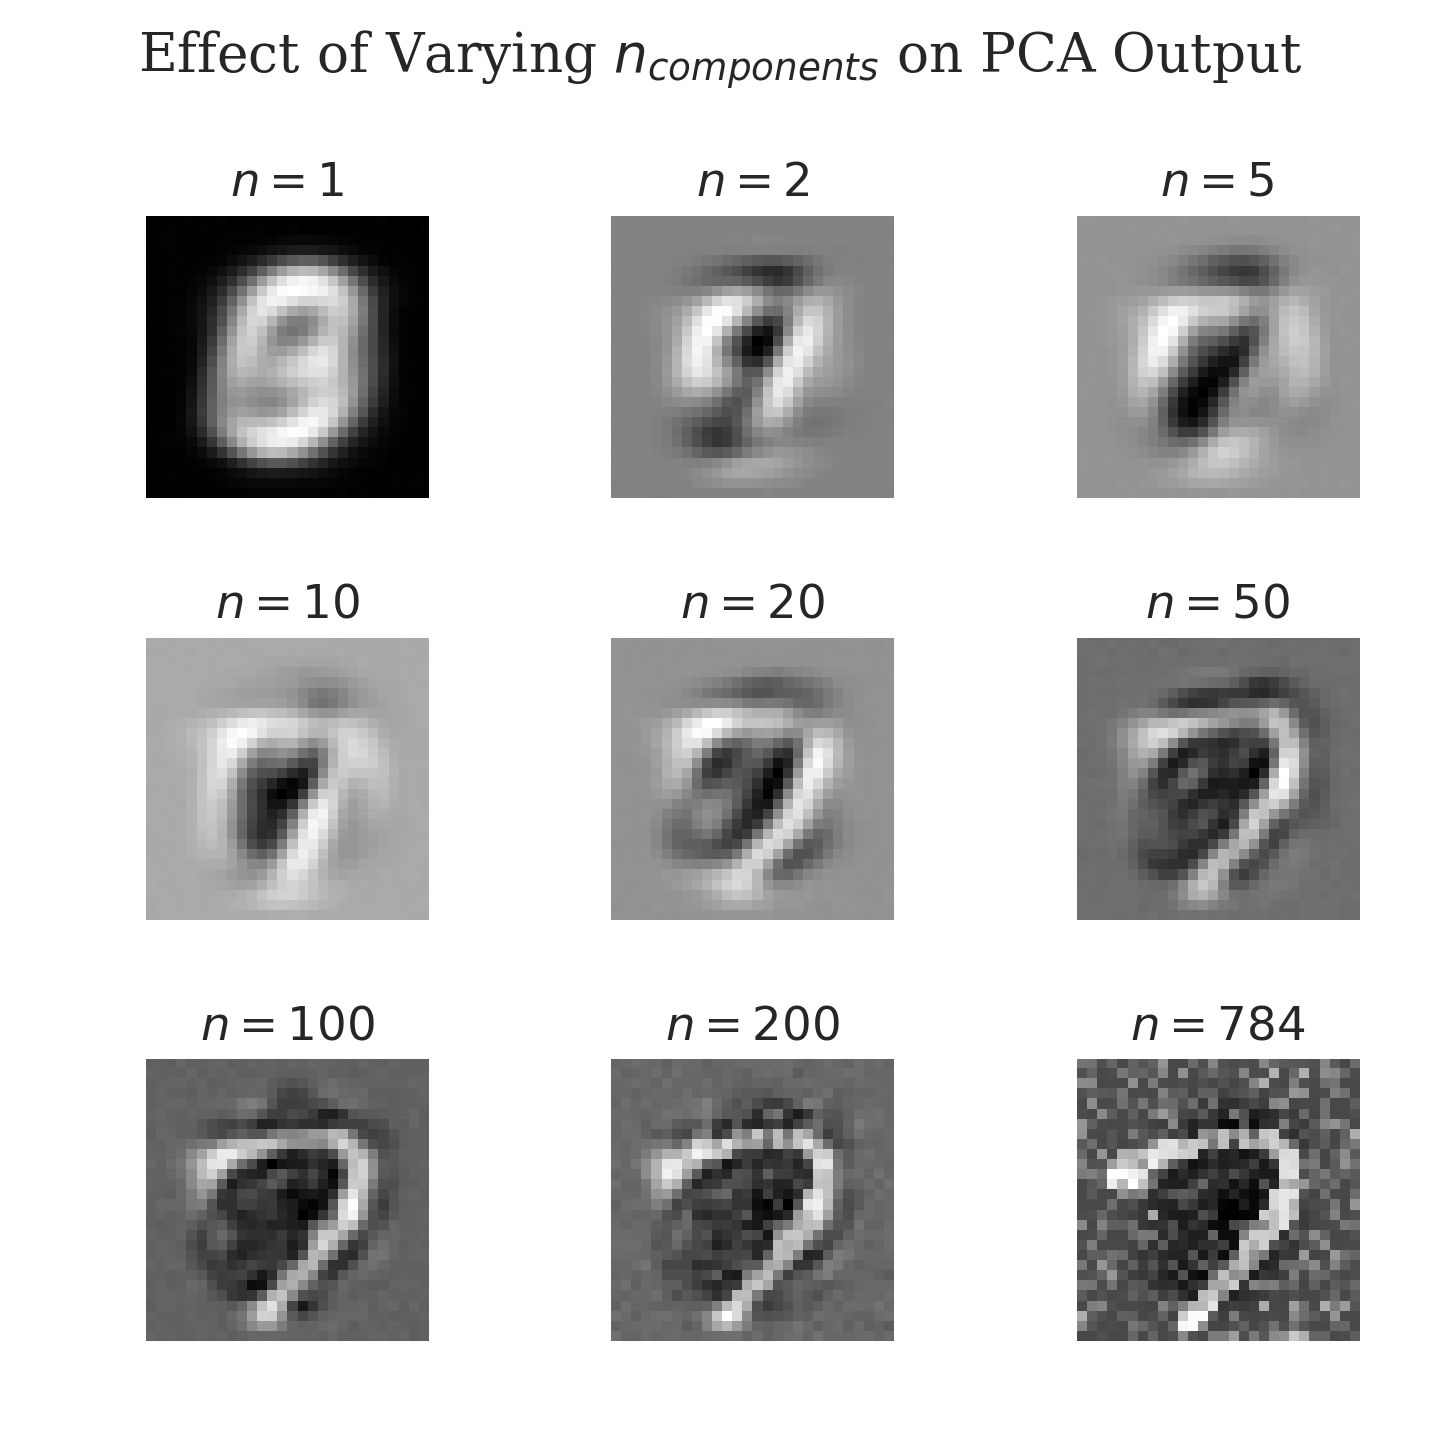 Effect of Varying n_components on PCA Output
n = 1
n = 2
n = 5
n = 10
n = 20
n = 50
n = 100
n = 200
n = 784